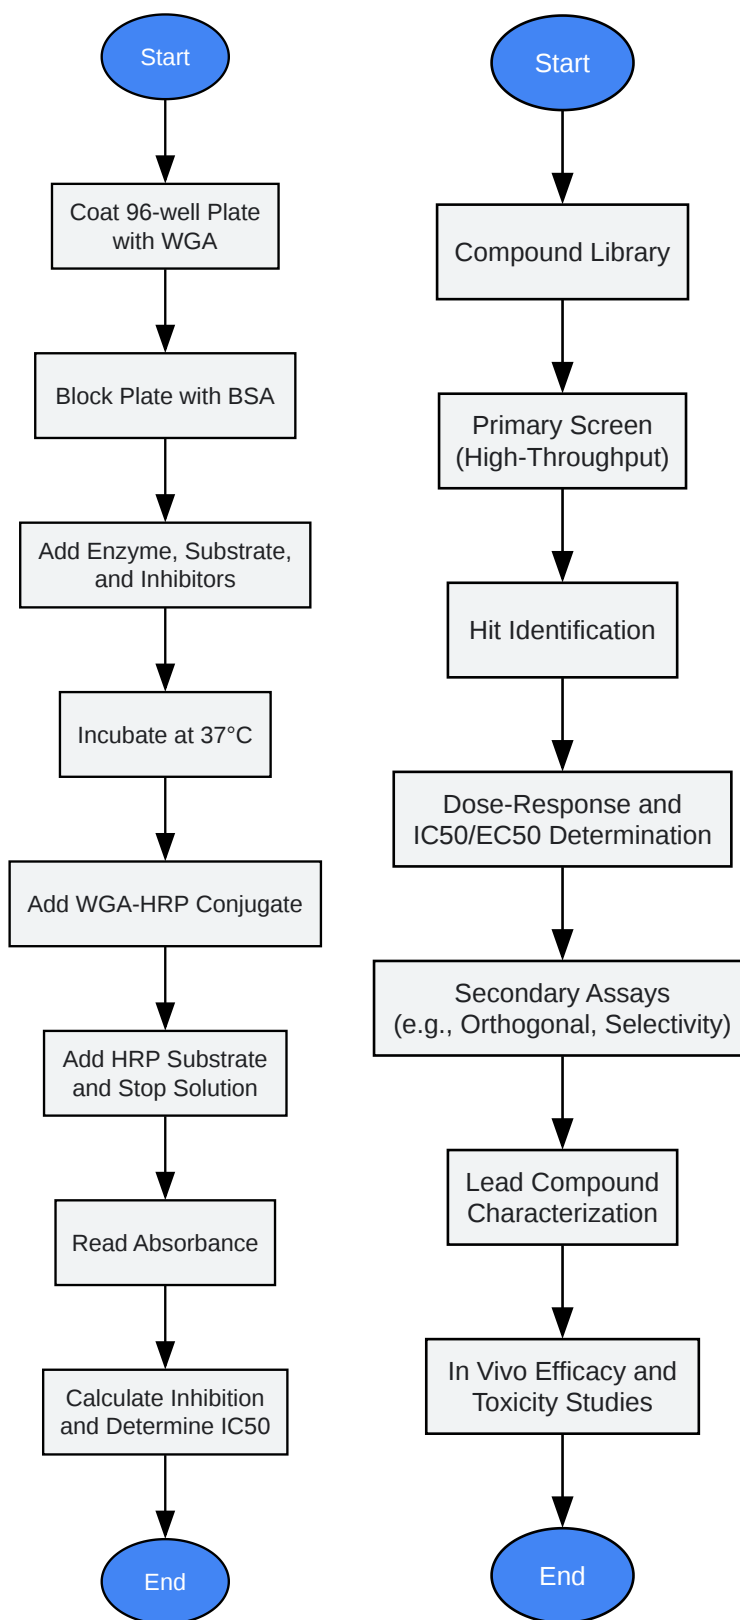 Start
Coat 96-well Plate
with WGA
Block Plate with BSA
Add Enzyme, Substrate,
and Inhibitors
Incubate at 37°C
Add WGA-HRP Conjugate
Add HRP Substrate
and Stop Solution
Read Absorbance
Calculate Inhibition
and Determine IC50
End
Start
Compound Library
Primary Screen
(High-Throughput)
Hit Identification
Dose-Response and
IC50/EC50 Determination
Secondary Assays
(e.g., Orthogonal, Selectivity)
Lead Compound
Characterization
In Vivo Efficacy and
Toxicity Studies
End